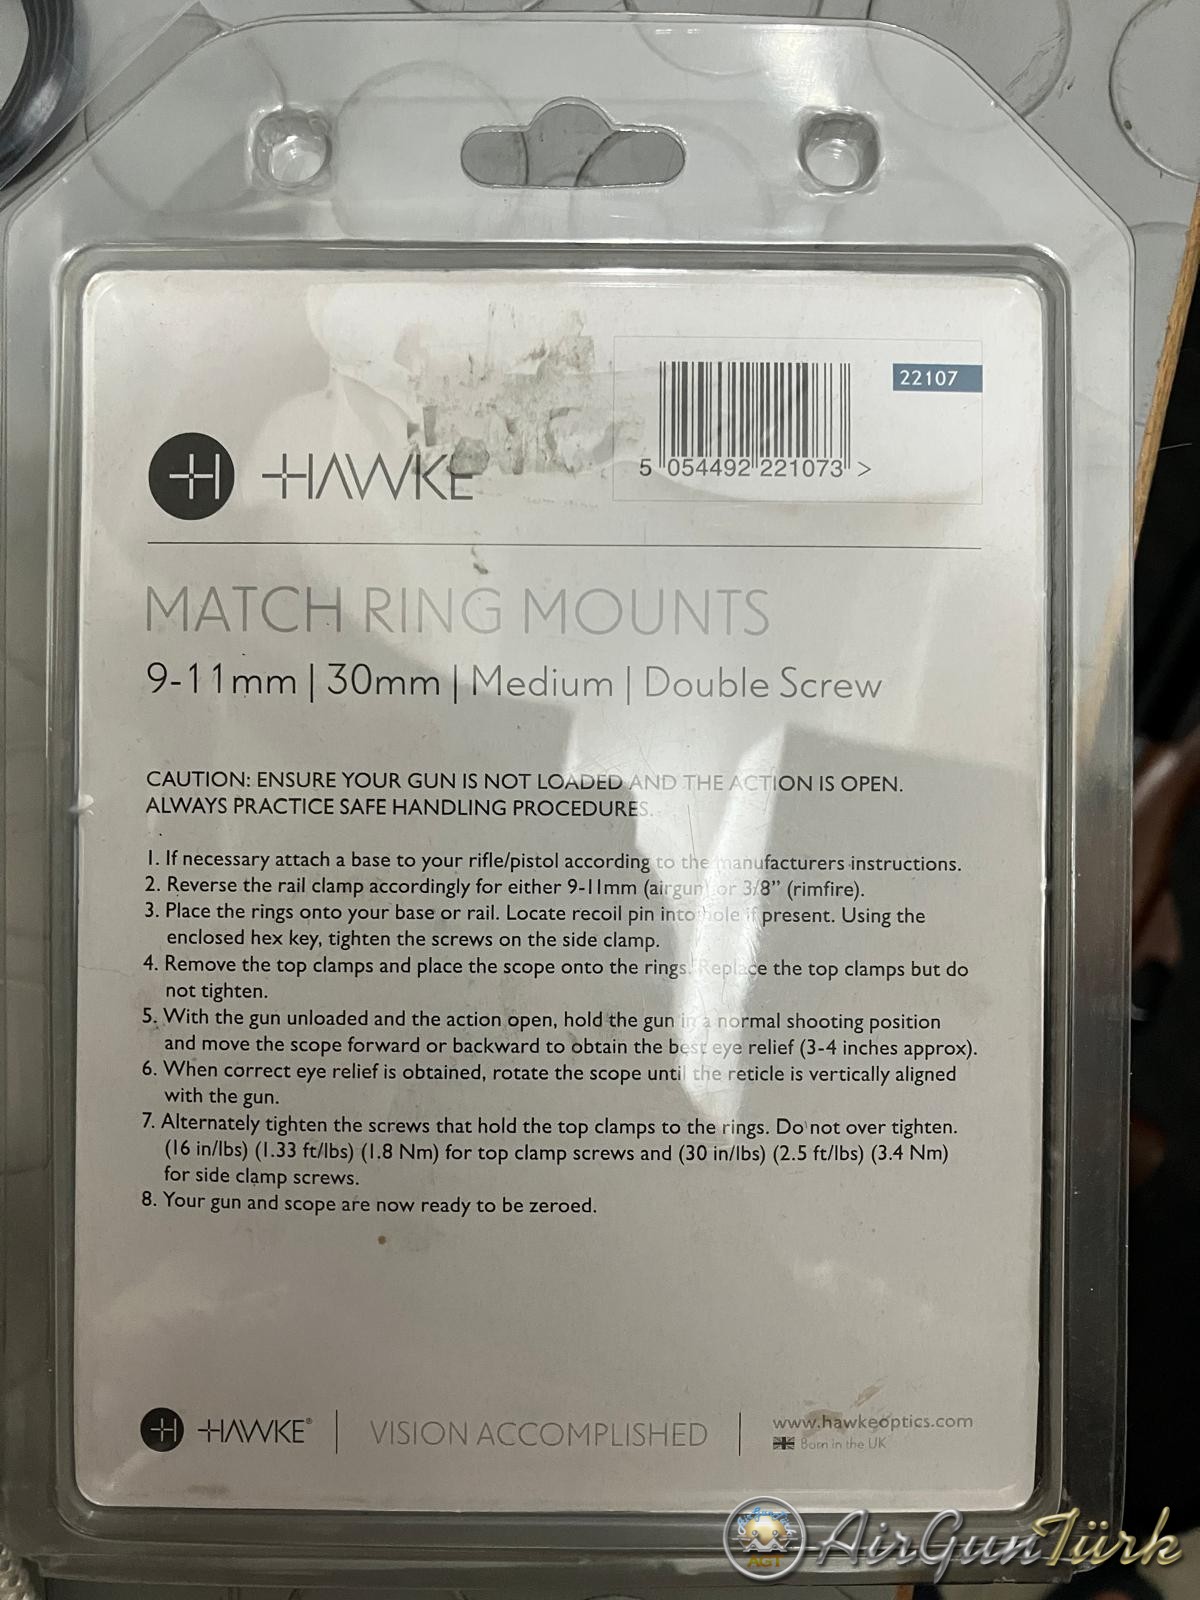 22107
5 054492 221073 >
HAWKE
MATCH RING MOUNTS
9-11mm | 30mm | Medium | Double Screw
CAUTION: ENSURE YOUR GUN IS NOT LOADED AND THE ACTION IS OPEN.
ALWAYS PRACTICE SAFE HANDLING PROCEDURES.
1. If necessary attach a base to your rifle/pistol according to the manufacturers instructions.
2. Reverse the rail clamp accordingly for either 9-11mm (airgun) or 3/8” (rimfire).
3. Place the rings onto your base or rail. Locate recoil pin into hole if present. Using the
enclosed hex key, tighten the screws on the side clamp.
4. Remove the top clamps and place the scope onto the rings. Replace the top clamps but do
not tighten.
5. With the gun unloaded and the action open, hold the gun in a normal shooting position
and move the scope forward or backward to obtain the best eye relief (3-4 inches approx).
6. When correct eye relief is obtained, rotate the scope until the reticle is vertically aligned
with the gun.
7. Alternately tighten the screws that hold the top clamps to the rings. Do not over tighten.
(16 in/lbs) (1.33 ft/lbs) (1.8 Nm) for top clamp screws and (30 in/lbs) (2.5 ft/lbs) (3.4 Nm)
for side clamp screws.
8. Your gun and scope are now ready to be zeroed.
HAWKE® | VISION ACCOMPLISHED | www.hawkeoptics.com
Born in the UK
AirGunTürk
AGT